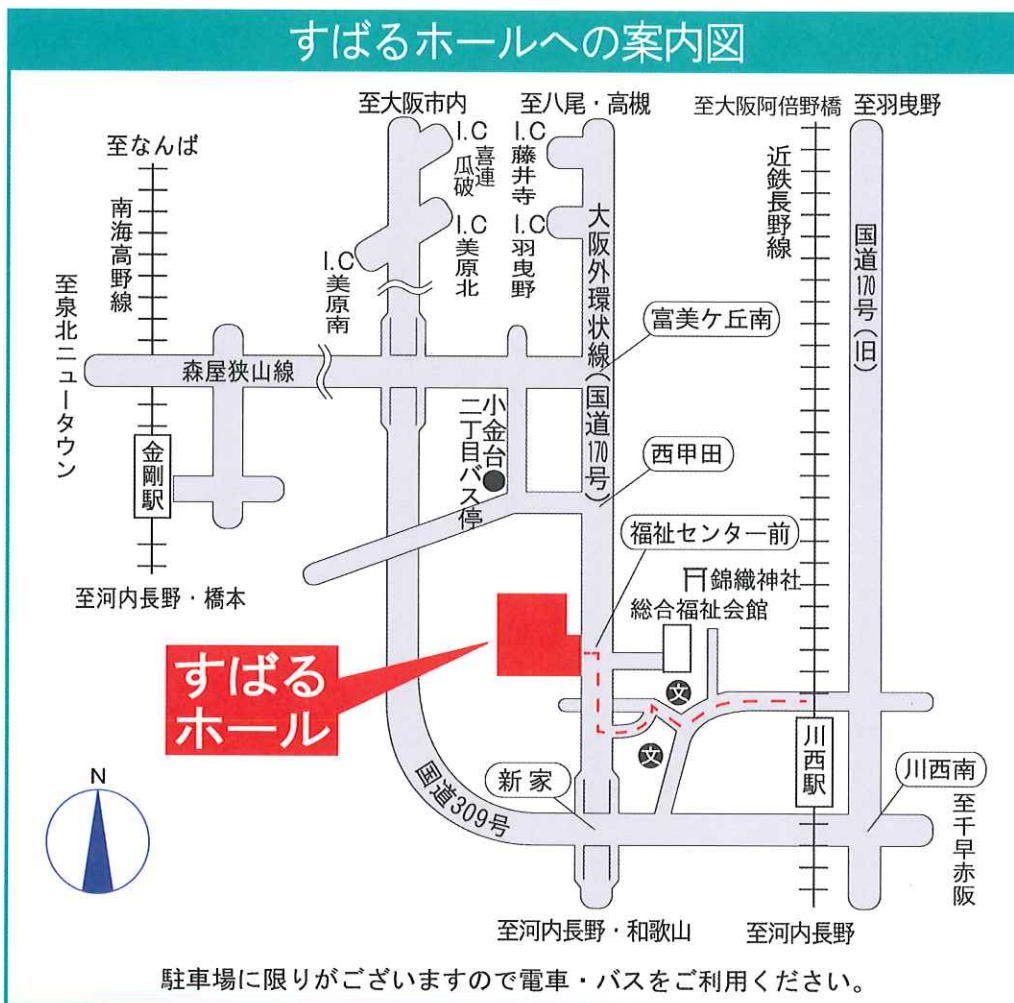 すばるホールへの案内図
至大阪市内
至八尾・高槻
至大阪阿倍野橋
至羽曳野
至なんば
南海高野線
至泉北ニュータウン
I.C
喜連
瓜破
I.C
藤井寺
I.C
美原北
I.C
羽曳野
I.C
美原南
大阪外環状線(国道170号)
近鉄長野線
国道170号(旧)
富美ケ丘南
森屋狭山線
小金台
二丁目バス停
西甲田
金剛駅
福祉センター前
錦織神社
総合福祉会館
至河内長野・橋本
すばる
ホール
文
文
川西駅
新家
川西南
国道309号
至千早赤阪
N
至河内長野・和歌山
至河内長野
駐車場に限りがございますので電車・バスをご利用ください。